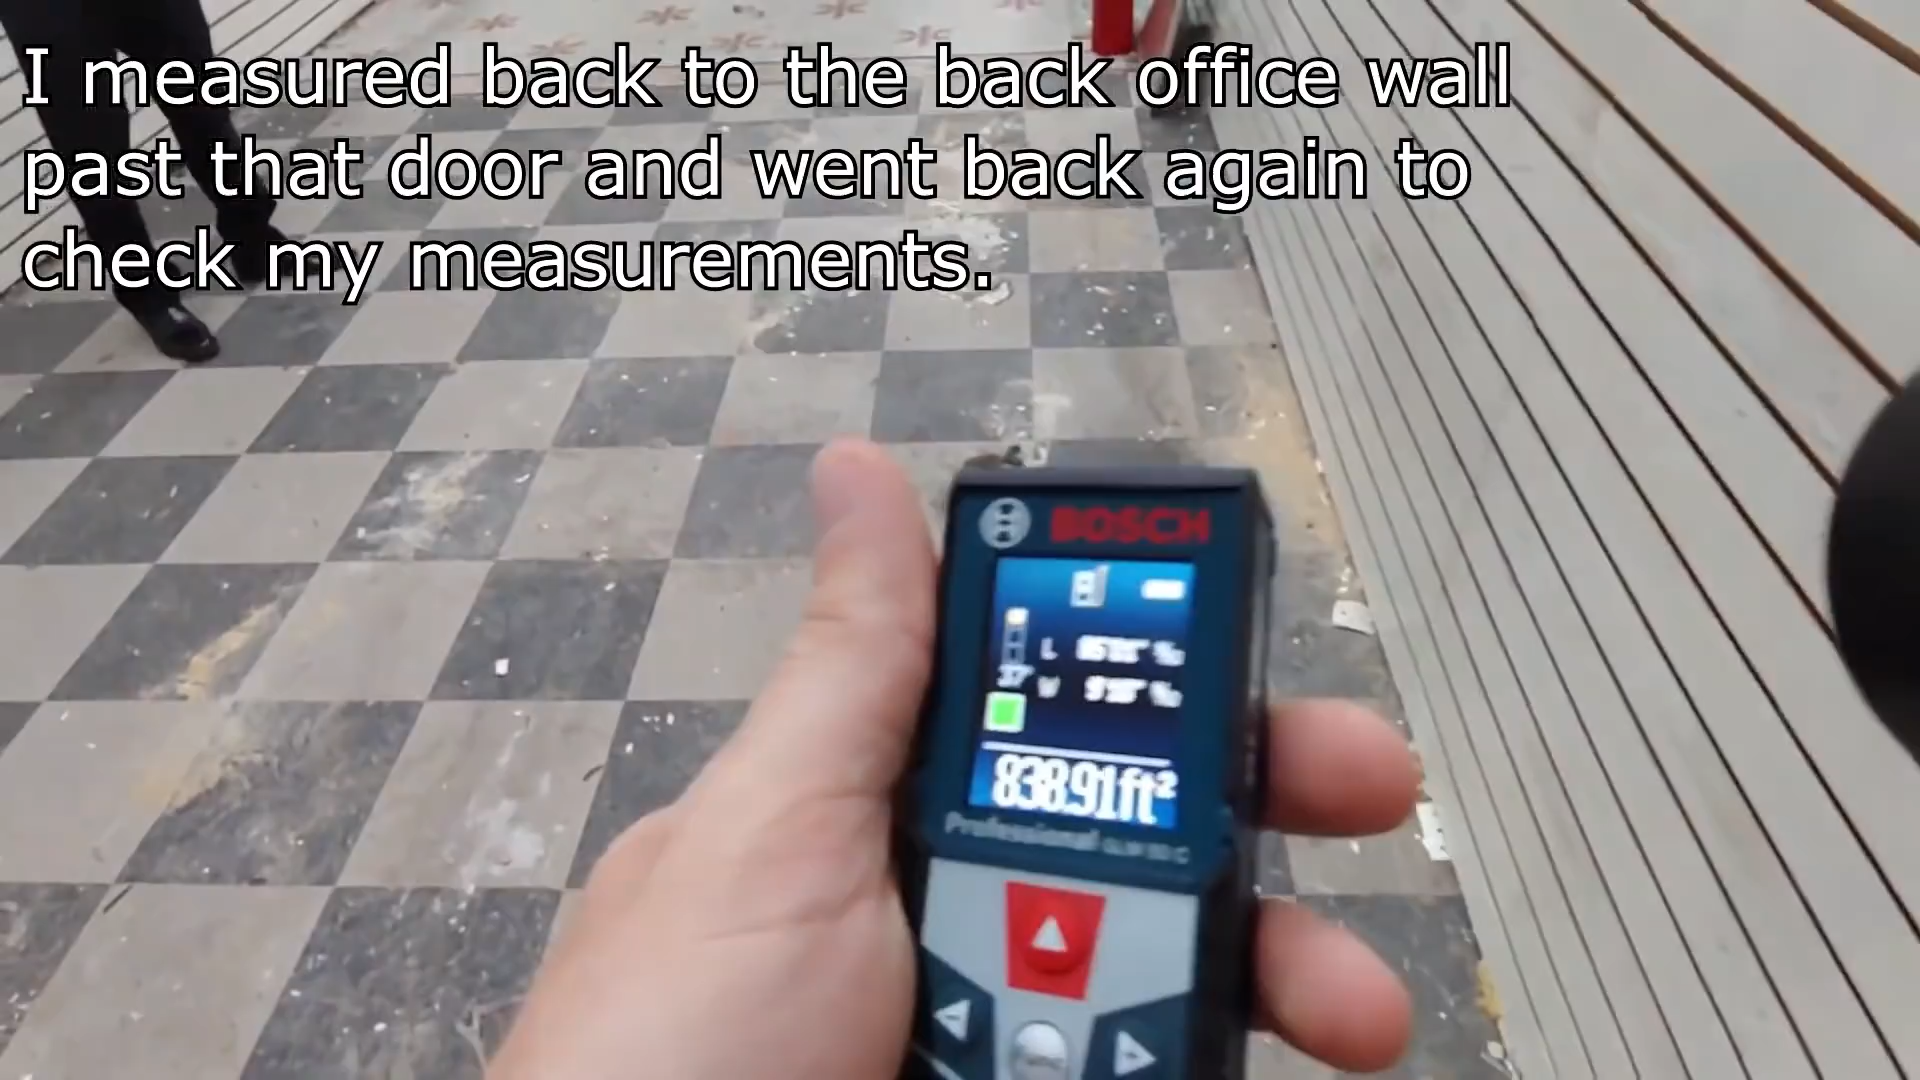 I measured back to the back office wall
past that door and went back again to
check my measurements.
BOSCH
L
W
838.91ft²
Professional